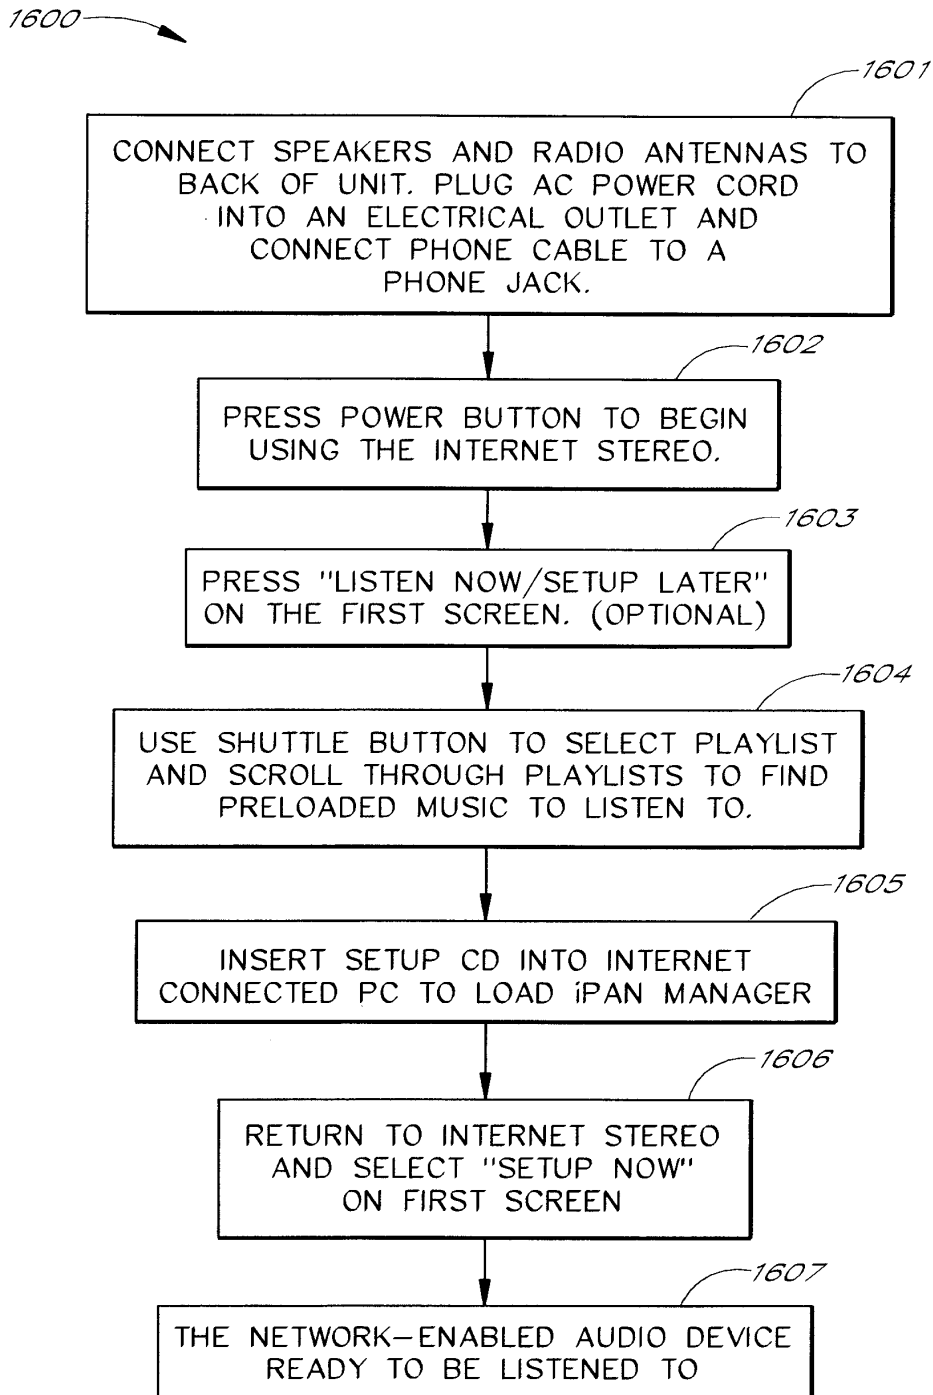 1600
1601
CONNECT SPEAKERS AND RADIO ANTENNAS TO
BACK OF UNIT. PLUG AC POWER CORD
INTO AN ELECTRICAL OUTLET AND
CONNECT PHONE CABLE TO A
PHONE JACK.
1602
PRESS POWER BUTTON TO BEGIN
USING THE INTERNET STEREO.
1603
PRESS "LISTEN NOW/SETUP LATER"
ON THE FIRST SCREEN. (OPTIONAL)
1604
USE SHUTTLE BUTTON TO SELECT PLAYLIST
AND SCROLL THROUGH PLAYLISTS TO FIND
PRELOADED MUSIC TO LISTEN TO.
1605
INSERT SETUP CD INTO INTERNET
CONNECTED PC TO LOAD iPAN MANAGER
1606
RETURN TO INTERNET STEREO
AND SELECT "SETUP NOW"
ON FIRST SCREEN
1607
THE NETWORK-ENABLED AUDIO DEVICE
READY TO BE LISTENED TO